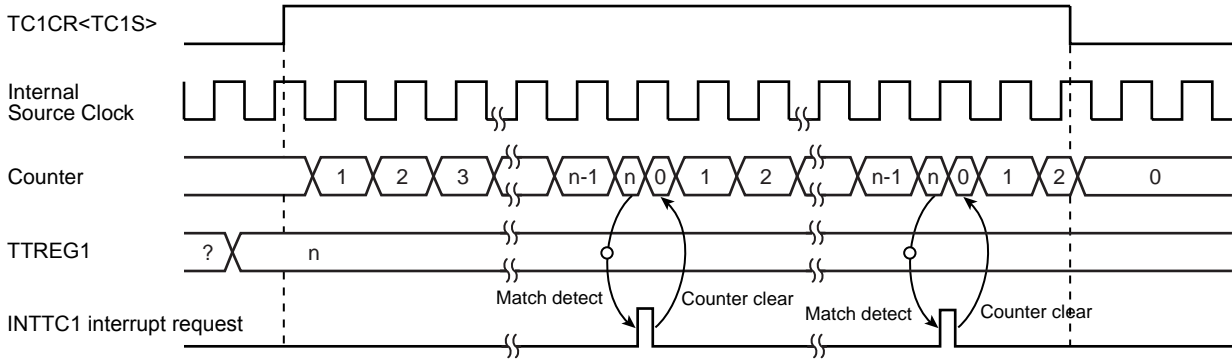 TC1CR<TC1S>
Internal
Source Clock
Counter 1 2 3 n-1 n 0 1 2 n-1 n 0 1 2 0
TTREG1 ? n
Match detect Counter clear Match detect Counter clear
INTTC1 interrupt request